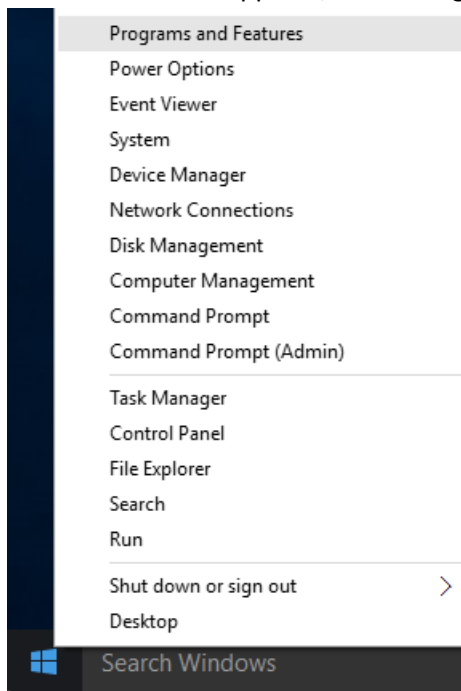 Programs and Features
Power Options
Event Viewer
System
Device Manager
Network Connections
Disk Management
Computer Management
Command Prompt
Command Prompt (Admin)
Task Manager
Control Panel
File Explorer
Search
Run
Shut down or sign out
Desktop
Search Windows